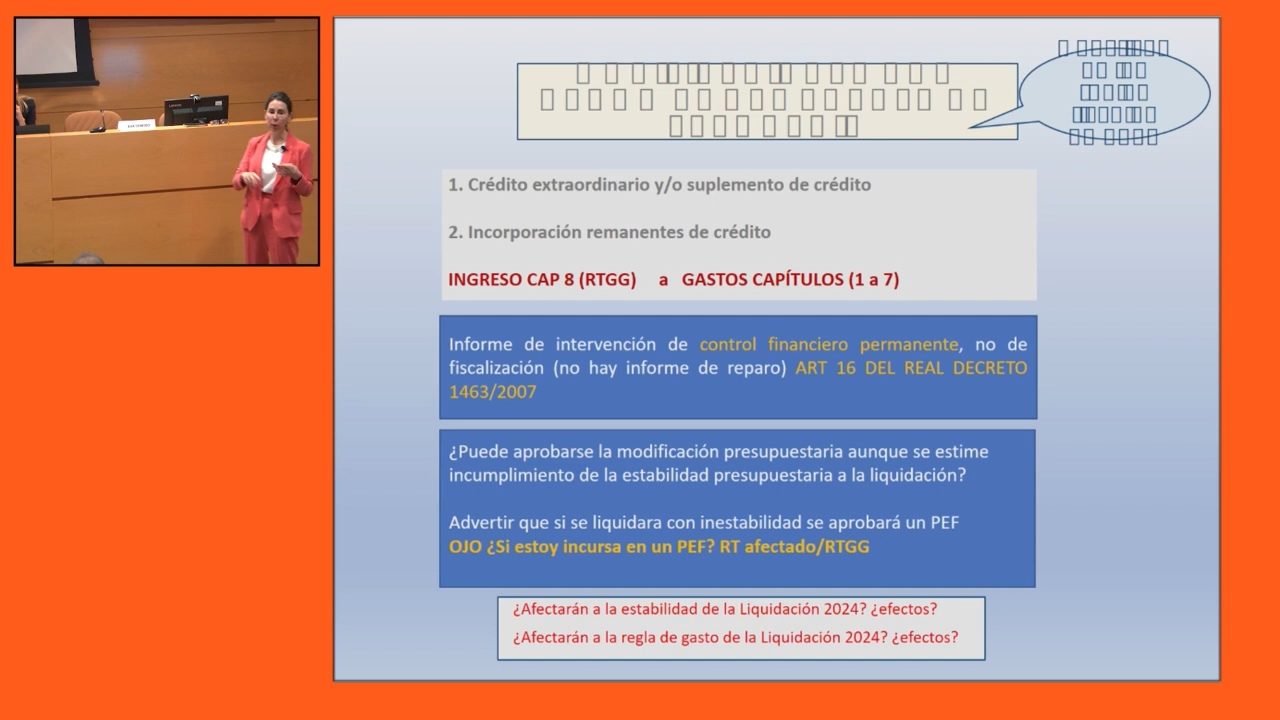 1. Crédito extraordinario y/o suplemento de crédito
2. Incorporación remanentes de crédito
INGRESO CAP 8 (RTGG) a GASTOS CAPÍTULOS (1 a 7)
Informe de intervención de control financiero permanente, no de
fiscalización (no hay informe de reparo) ART 16 DEL REAL DECRETO
1463/2007
¿Puede aprobarse la modificación presupuestaria aunque se estime
incumplimiento de la estabilidad presupuestaria a la liquidación?
Advertir que si se liquidara con inestabilidad se aprobará un PEF
OJO ¿Si estoy incursa en un PEF? RT afectado/RTGG
¿Afectarán a la estabilidad de la Liquidación 2024? ¿efectos?
¿Afectarán a la regla de gasto de la Liquidación 2024? ¿efectos?